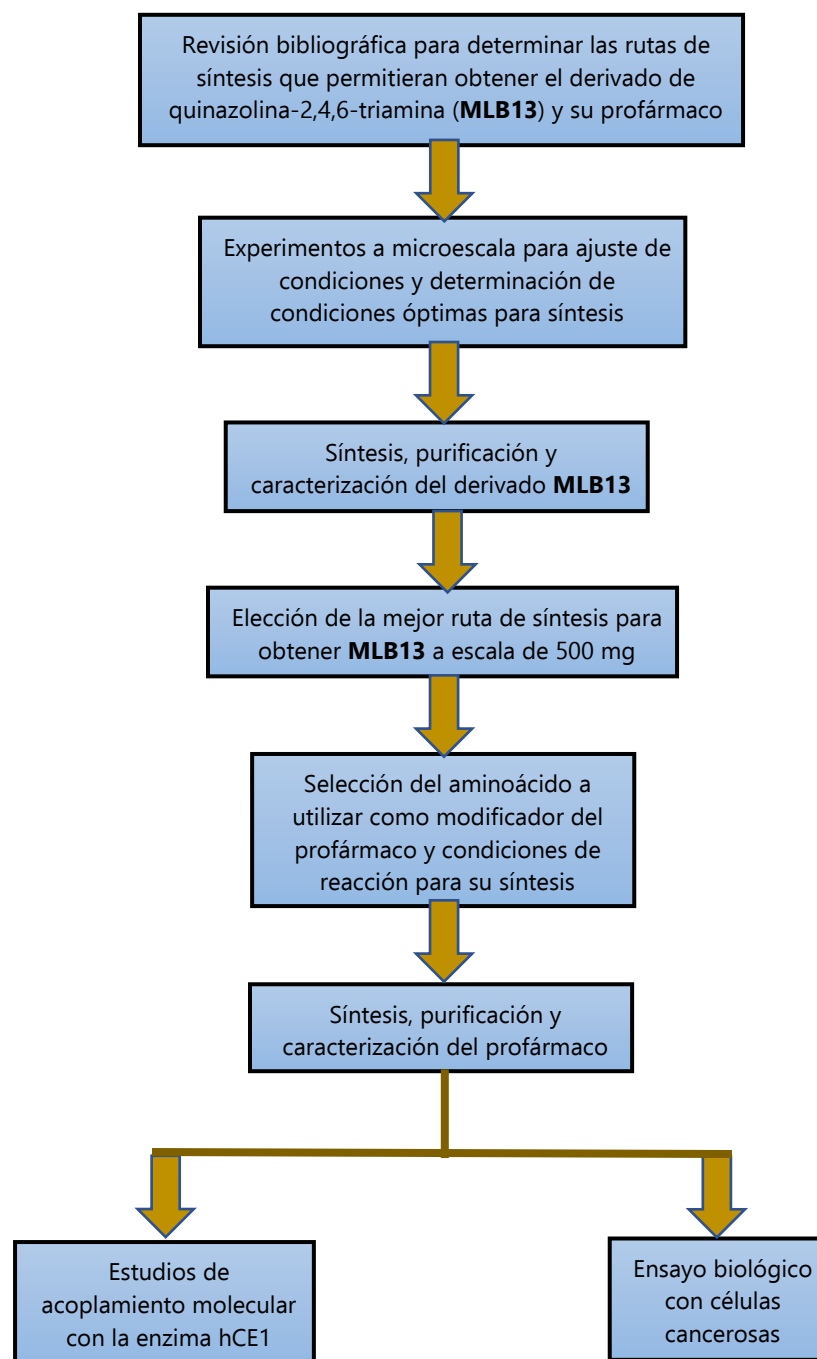 Revisión bibliográfica para determinar las rutas de
síntesis que permitieran obtener el derivado de
quinazolina-2,4,6-triamina (MLB13) y su profármaco
Experimentos a microescala para ajuste de
condiciones y determinación de
condiciones óptimas para síntesis
Síntesis, purificación y
caracterización del derivado MLB13
Elección de la mejor ruta de síntesis para
obtener MLB13 a escala de 500 mg
Selección del aminoácido a
utilizar como modificador del
profármaco y condiciones de
reacción para su síntesis
Síntesis, purificación y
caracterización del profármaco
Estudios de
acoplamiento molecular
con la enzima hCE1
Ensayo biológico
con células
cancerosas